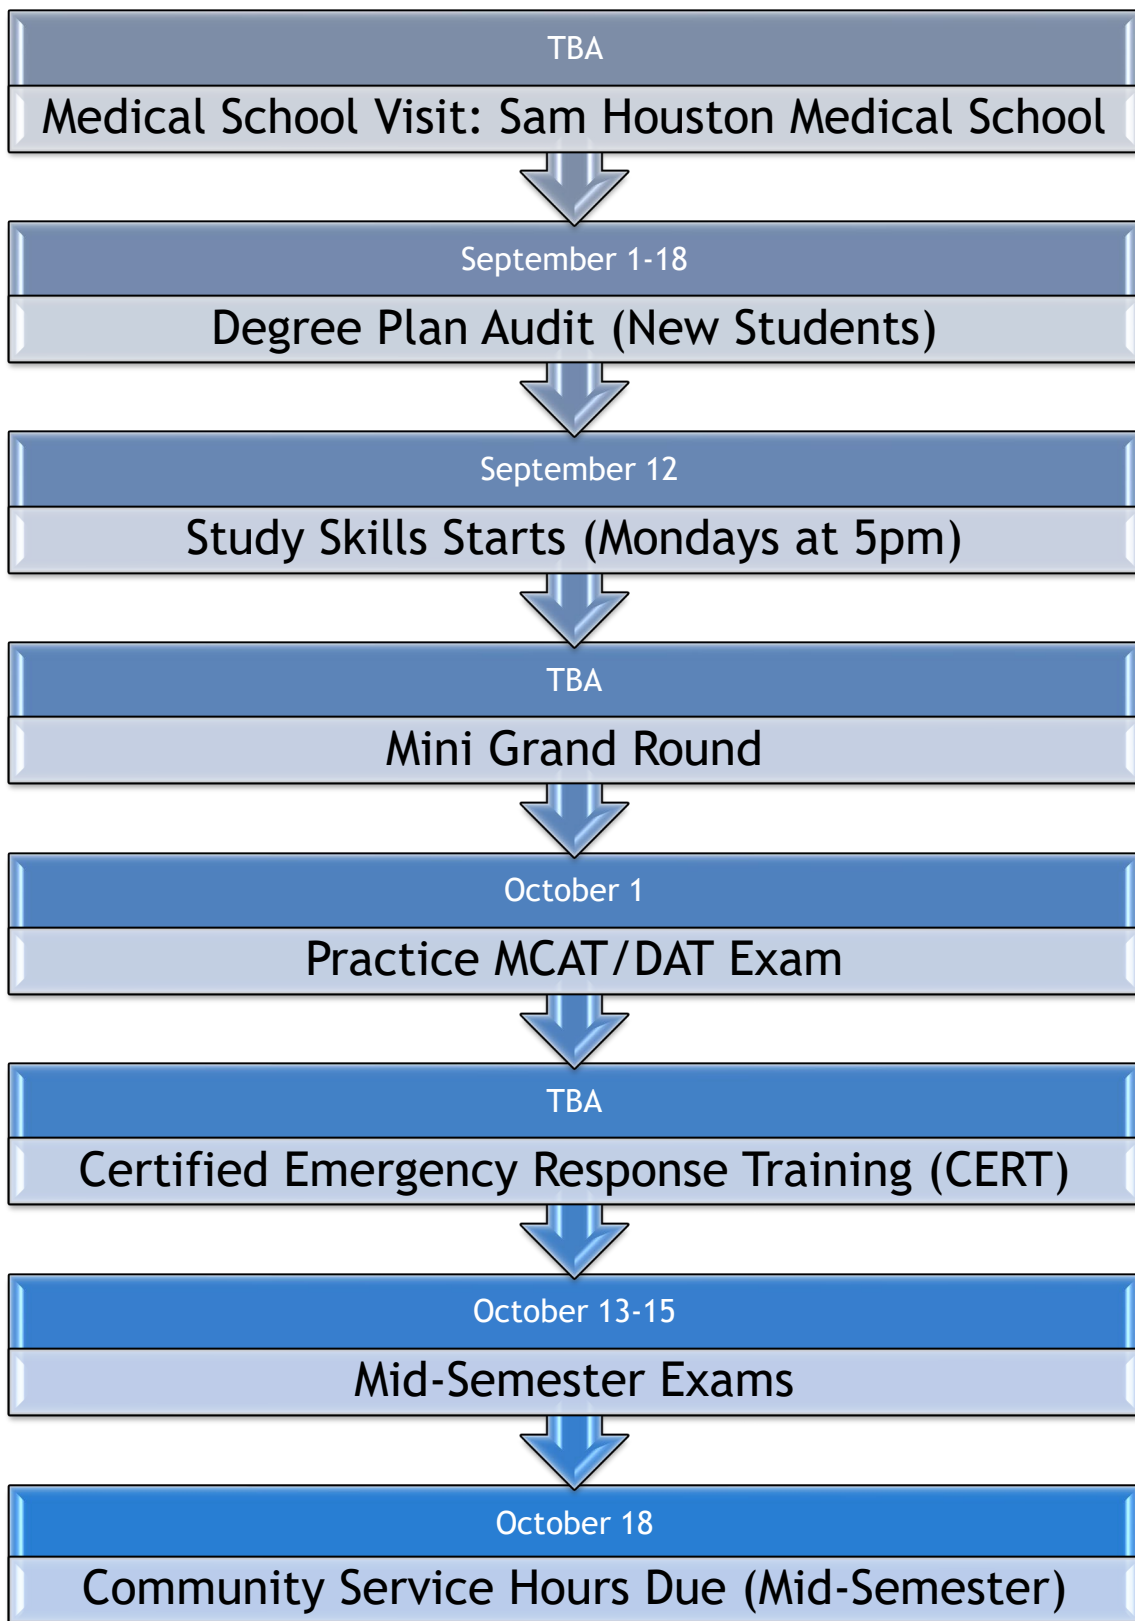 TBA
Medical School Visit: Sam Houston Medical School
September 1-18
Degree Plan Audit (New Students)
September 12
Study Skills Starts (Mondays at 5pm)
TBA
Mini Grand Round
October 1
Practice MCAT/DAT Exam
TBA
Certified Emergency Response Training (CERT)
October 13-15
Mid-Semester Exams
October 18
Community Service Hours Due (Mid-Semester)